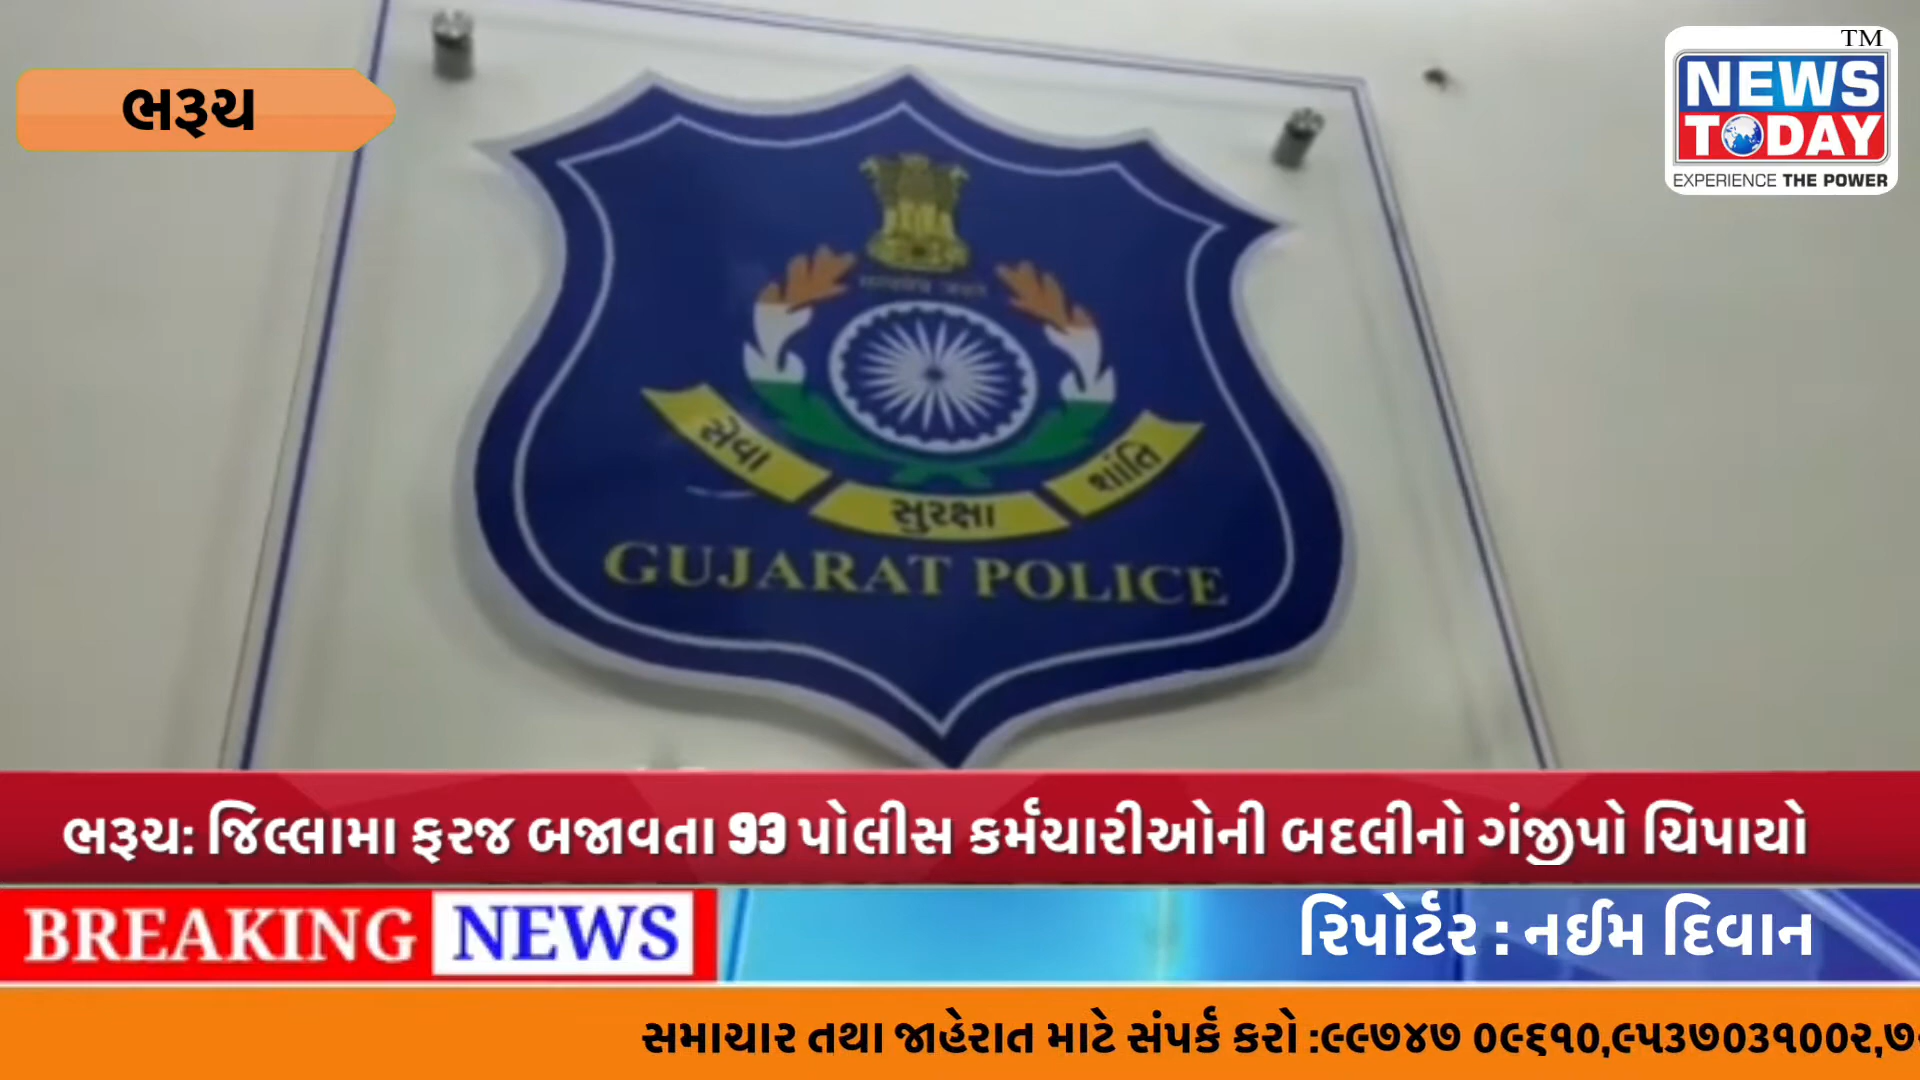 TM
ભરૂચ
NEWS
TODAY
EXPERIENCE THE POWER
સેવા
સુરક્ષા
શાંતિ
GUJARAT POLICE
ભરૂચ: જિલ્લામા ફરજ બજાવતા 93 પોલીસ કર્મચારીઓની બદલીનો ગંજીપો ચિપાયો
BREAKING NEWS
રિપોર્ટર : નઈમ દિવાન
સમાચાર તથા જાહેરાત માટે સંપર્ક કરો :૯૯૭૪૭ ૦૯૬૧૦,૯૫૩૭૦૩૧૦૦૨,૭